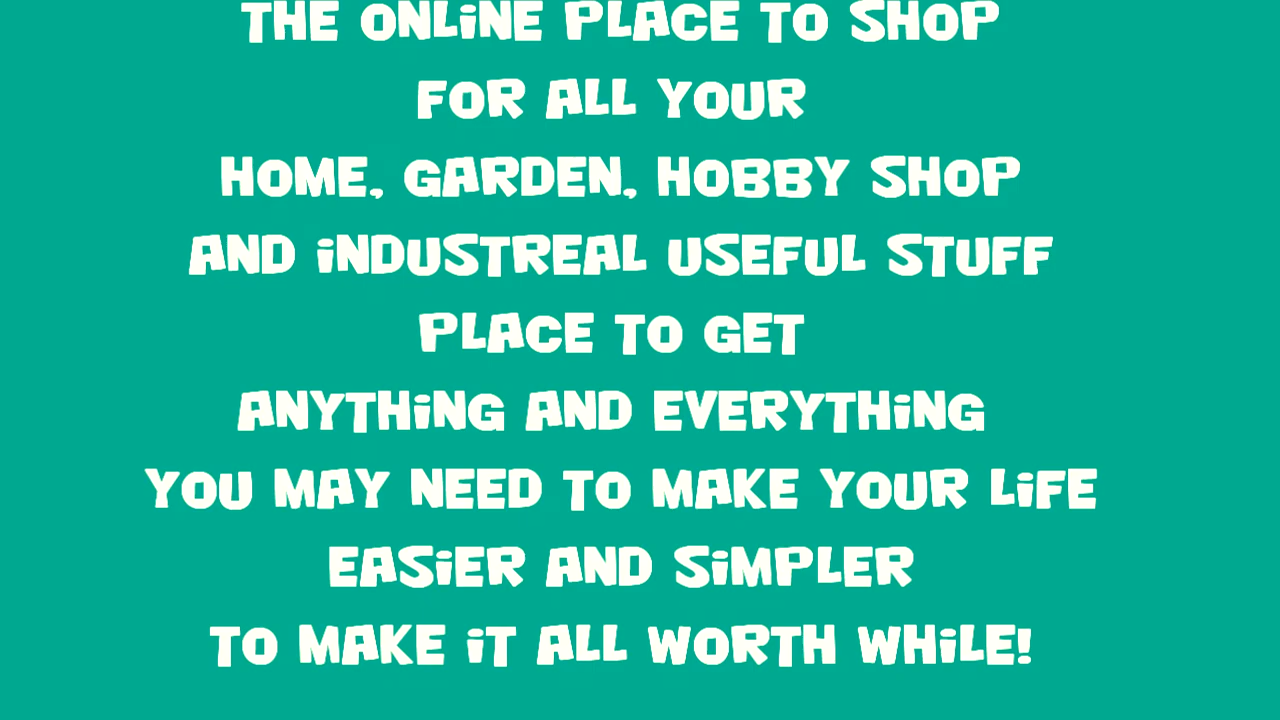 THE ONLiNE PLACE TO SHOP
FOR ALL YOUR
HOME, GARDEN, HOBBY SHOP
AND iNDUSTREAL USEFUL STUFF
PLACE TO GET
ANYTHiNG AND EVERYTHiNG
YOU MAY NEED TO MAKE YOUR LiFE
EASiER AND SiMPLER
TO MAKE iT ALL WORTH WHiLE!